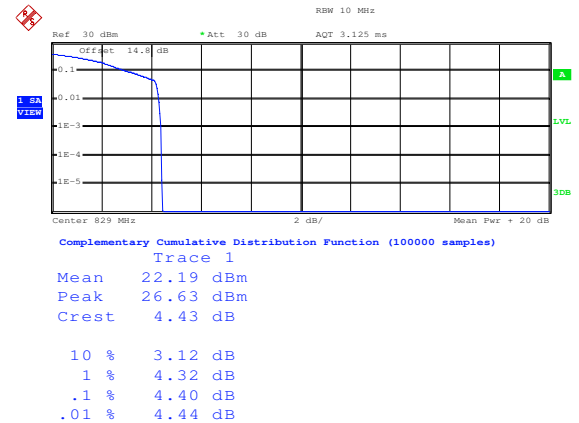 R S
RBW 10 MHz
Ref 30 dBm * Att 30 dB AQT 3.125 ms
Offset 14.8 dB
0.1
A
0.01
1 SA
VIEW
1E-3
LVL
1E-4
1E-5
3DB
Center 829 MHz 2 dB/ Mean Pwr + 20 dB
Complementary Cumulative Distribution Function (100000 samples)
Trace 1
Mean 22.19 dBm
Peak 26.63 dBm
Crest 4.43 dB
10 % 3.12 dB
1 % 4.32 dB
.1 % 4.40 dB
.01 % 4.44 dB